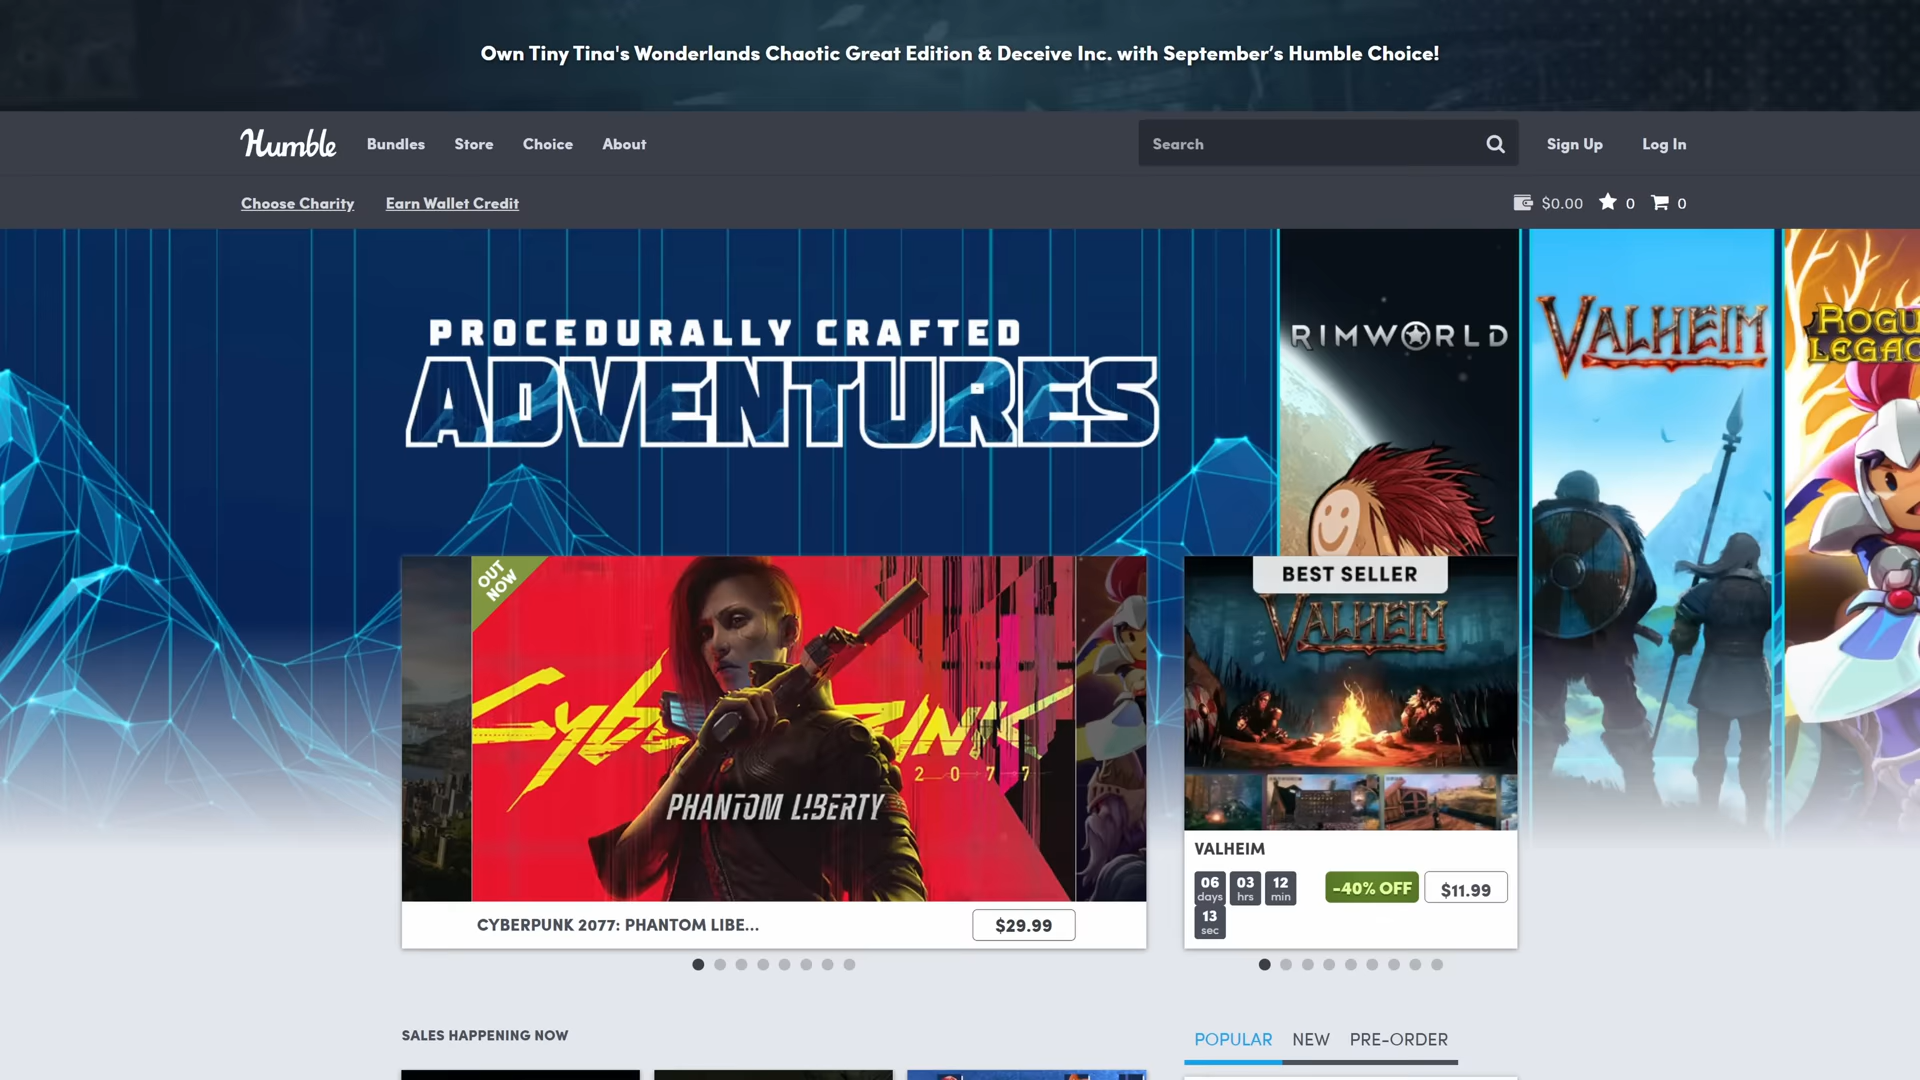 Own Tiny Tina's Wonderlands Chaotic Great Edition & Deceive Inc. with September’s Humble Choice!
Humble
Bundles
Store
Choice
About
Search
Sign Up
Log In
Choose Charity
Earn Wallet Credit
$0.00
0
0
PROCEDURALLY CRAFTED
ADVENTURES
RIMWORLD
VALHEIM
ROGU
LEGAC
OUT
NOW
CYBERPUNK
2077
PHANTOM LIBERTY
CYBERPUNK 2077: PHANTOM LIBE...
$29.99
BEST SELLER
VALHEIM
VALHEIM
06
days
03
hrs
12
min
13
sec
-40% OFF
$11.99
SALES HAPPENING NOW
POPULAR
NEW
PRE-ORDER